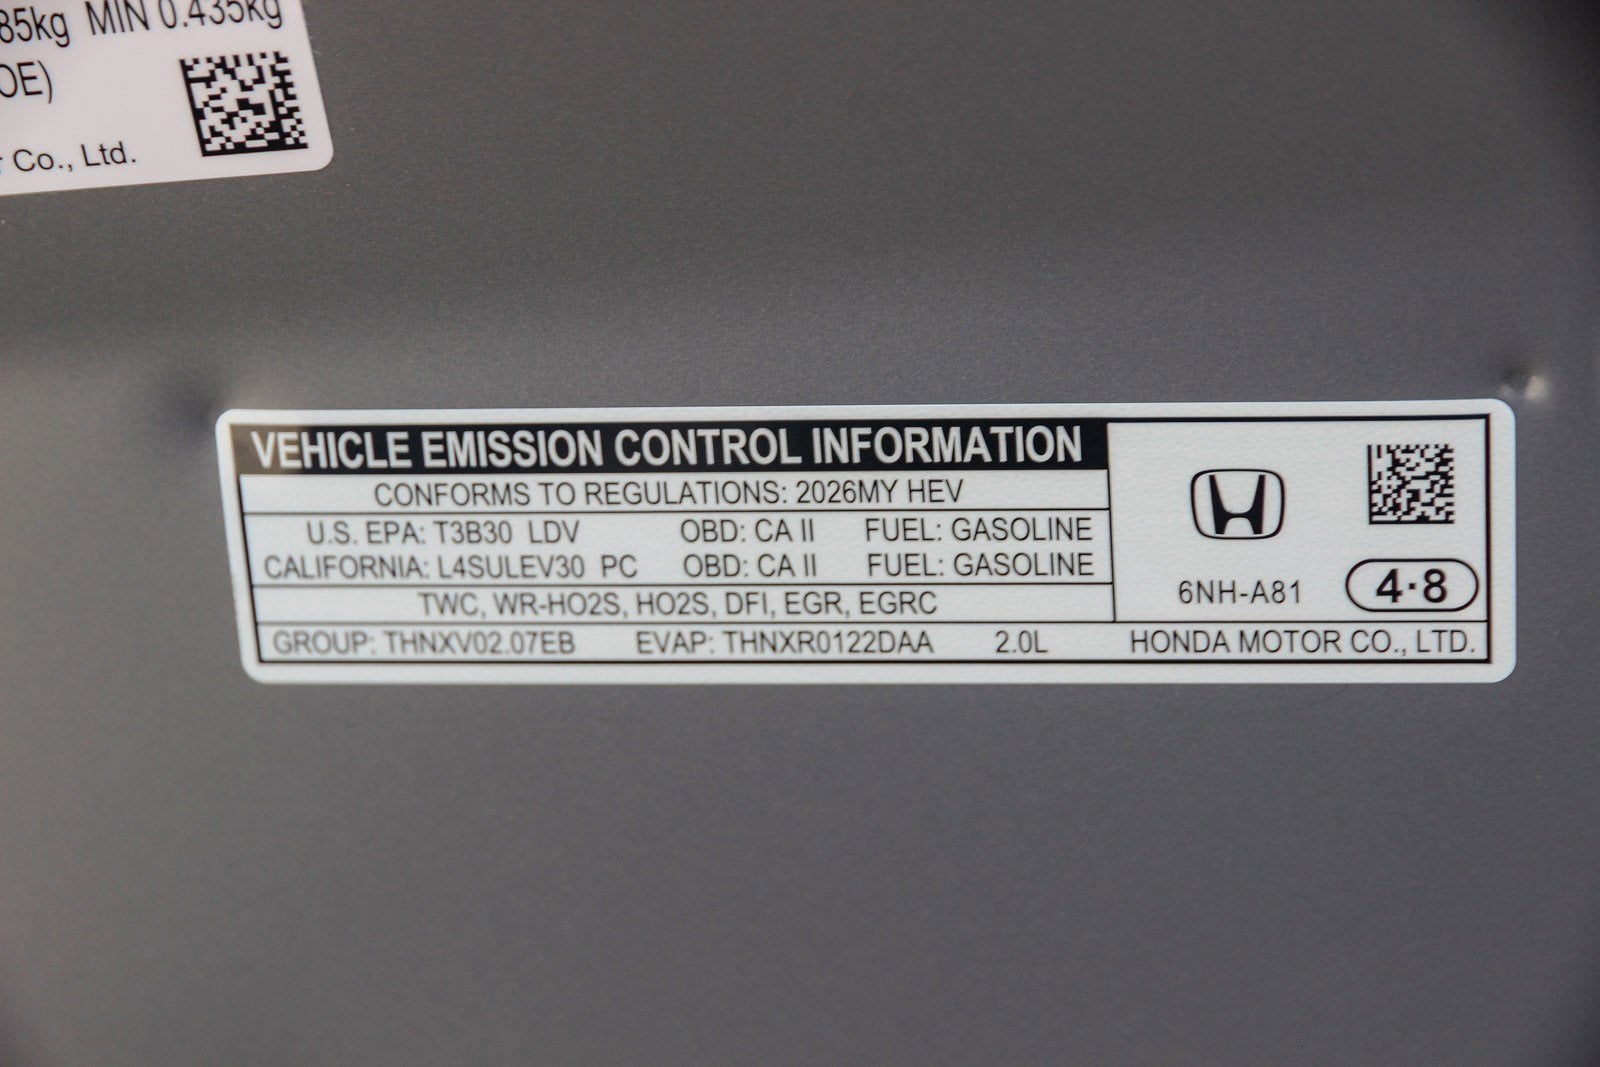 85kg MIN 0.435kg
OE)
Co., Ltd.
VEHICLE EMISSION CONTROL INFORMATION
CONFORMS TO REGULATIONS: 2026MY HEV
U.S. EPA: T3B30 LDV OBD: CA II FUEL: GASOLINE
CALIFORNIA: L4SULEV30 PC OBD: CA II FUEL: GASOLINE
TWC, WR-HO2S, HO2S, DFI, EGR, EGRC
GROUP: THNXV02.07EB EVAP: THNXR0122DAA 2.0L
6NH-A81
4·8
HONDA MOTOR CO., LTD.